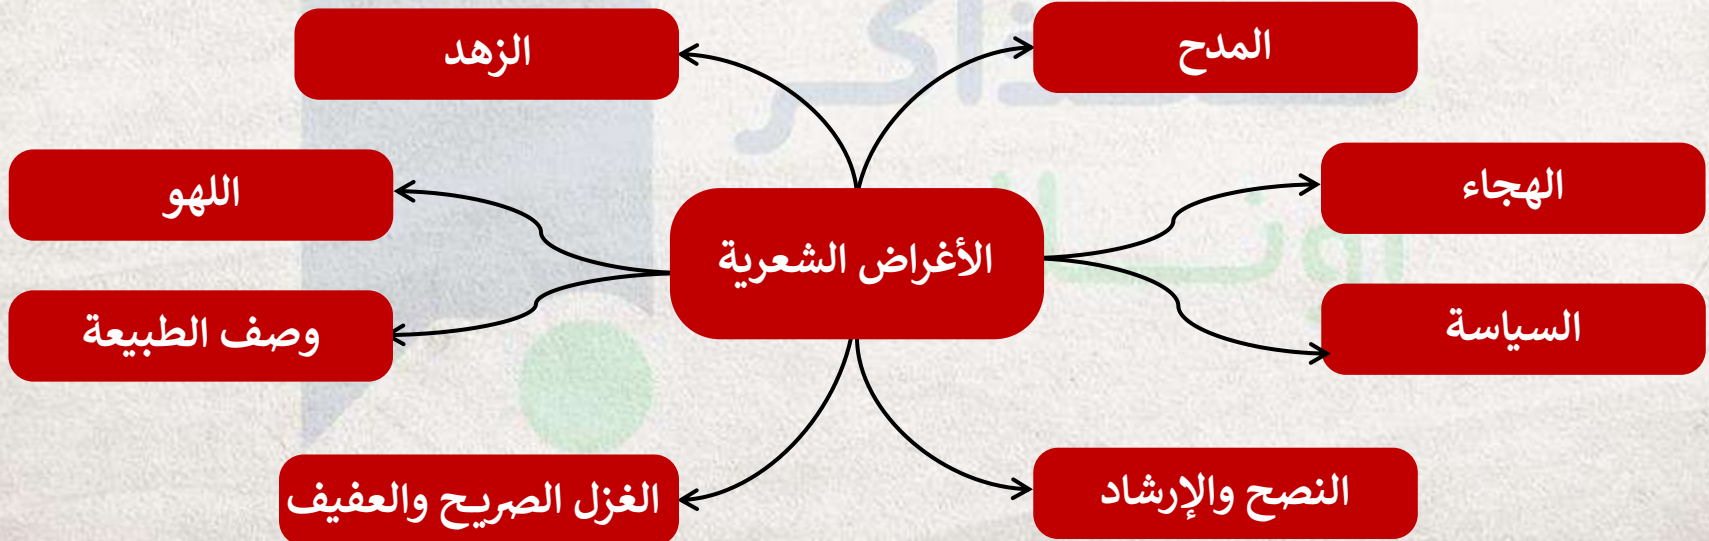 المدح
الزهد
الهجاء
اللهو
الأغراض الشعرية
السياسة
وصف الطبيعة
النصح والإرشاد
الغزل الصريح والعفيف